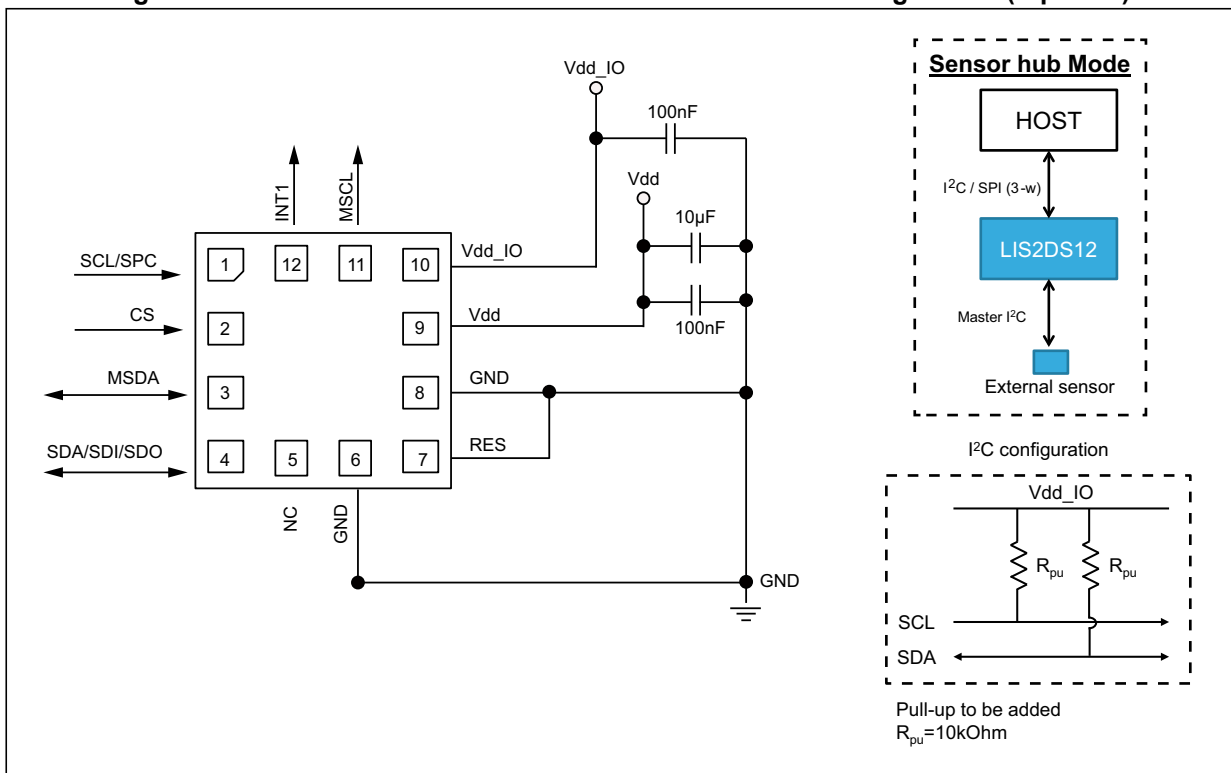 Vdd_IO
100nF
Vdd
10µF
100nF
INT1
MSCL
SCL/SPC
CS
MSDA
SDA/SDI/SDO
1
12
11
10
2
9
3
8
4
5
6
7
Vdd_IO
Vdd
GND
RES
NC
GND
GND
Sensor hub Mode
HOST
I²C / SPI (3-w)
LIS2DS12
Master I²C
External sensor
I²C configuration
Vdd_IO
Rpu
Rpu
SCL
SDA
Pull-up to be added
Rpu=10kOhm